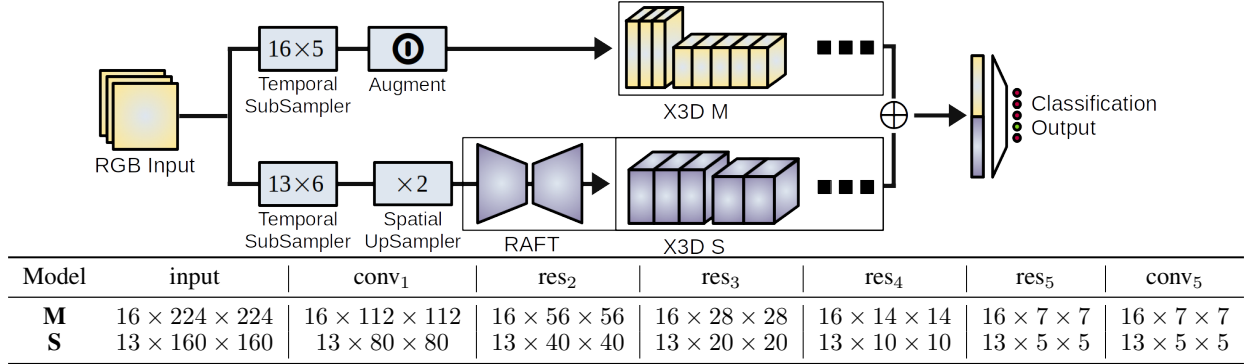 16×5
Temporal
SubSampler
Augment
X3D M
RGB Input
Classification
Output
13×6
Temporal
SubSampler
×2
Spatial
UpSampler
RAFT
X3D S
Model input conv₁ res₂ res₃ res₄ res₅ conv₅
M 16 × 224 × 224 16 × 112 × 112 16 × 56 × 56 16 × 28 × 28 16 × 14 × 14 16 × 7 × 7 16 × 7 × 7
S 13 × 160 × 160 13 × 80 × 80 13 × 40 × 40 13 × 20 × 20 13 × 10 × 10 13 × 5 × 5 13 × 5 × 5